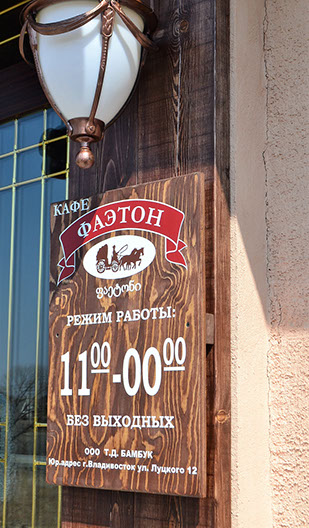 КАФЕ
ФАЭТОН
ფაეტონი
РЕЖИМ РАБОТЫ:
11⁰⁰-00⁰⁰
БЕЗ ВЫХОДНЫХ
ООО Т.Д. БАМБУК
Юр.адрес г.Владивосток ул. Луцкого 12